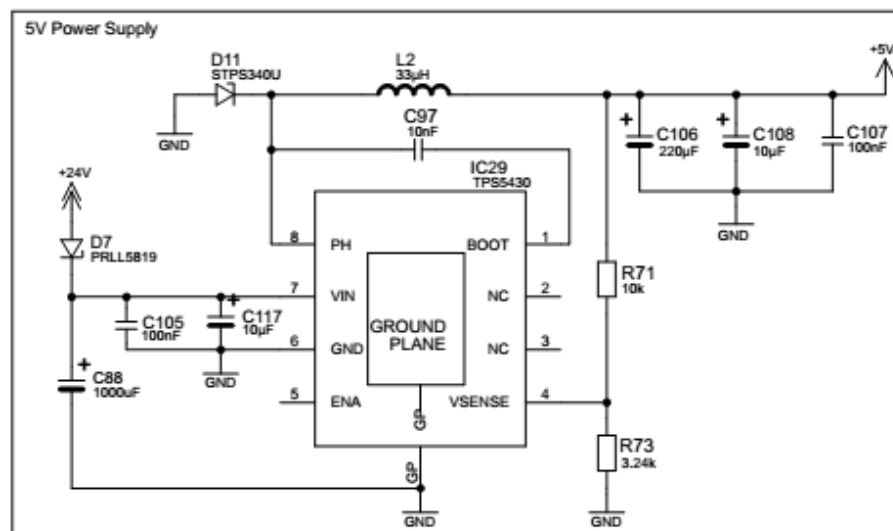 5V Power Supply
+5V
D11
STPS340U
L2
33µH
C97
10nF
GND
C106
220µF
C108
10µF
C107
100nF
IC29
TPS5430
+24V
GND
8
PH
BOOT
1
D7
PRLL5819
R71
10k
7
VIN
NC
2
C105
100nF
C117
10µF
GROUND
PLANE
6
GND
NC
3
GND
C88
1000uF
5
ENA
VSENSE
4
GP
R73
3.24k
GP
GND
GND